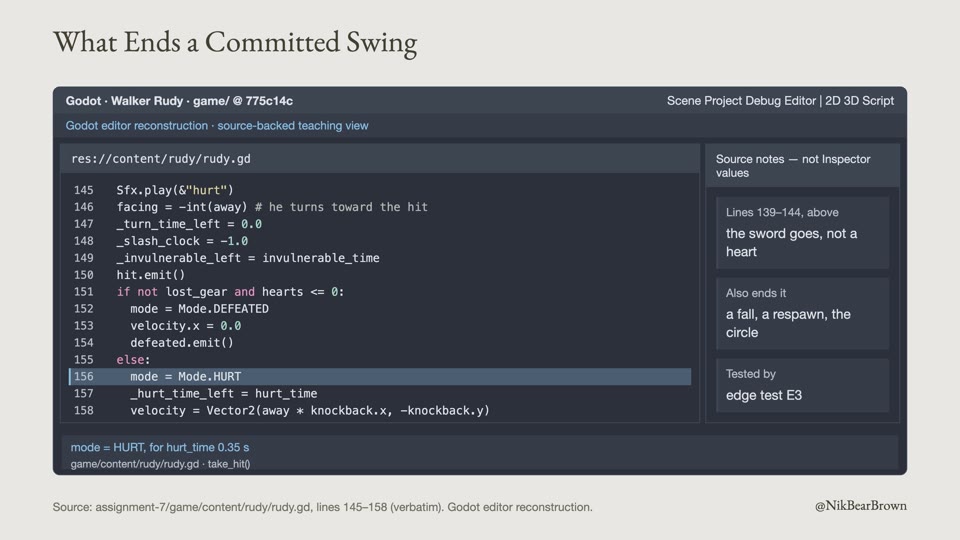 What Ends a Committed Swing
Godot · Walker Rudy · game/ @ 775c14c
Scene Project Debug Editor | 2D 3D Script
Godot editor reconstruction · source-backed teaching view
res://content/rudy/rudy.gd
145 Sfx.play(&"hurt")
146 facing = -int(away) # he turns toward the hit
147 _turn_time_left = 0.0
148 _slash_clock = -1.0
149 _invulnerable_left = invulnerable_time
150 hit.emit()
151 if not lost_gear and hearts <= 0:
152 mode = Mode.DEFEATED
153 velocity.x = 0.0
154 defeated.emit()
155 else:
156 mode = Mode.HURT
157 _hurt_time_left = hurt_time
158 velocity = Vector2(away * knockback.x, -knockback.y)
Source notes — not Inspector
values
Lines 139–144, above
the sword goes, not a
heart
Also ends it
a fall, a respawn, the
circle
Tested by
edge test E3
mode = HURT, for hurt_time 0.35 s
game/content/rudy/rudy.gd · take_hit()
Source: assignment-7/game/content/rudy/rudy.gd, lines 145–158 (verbatim). Godot editor reconstruction.
@NikBearBrown